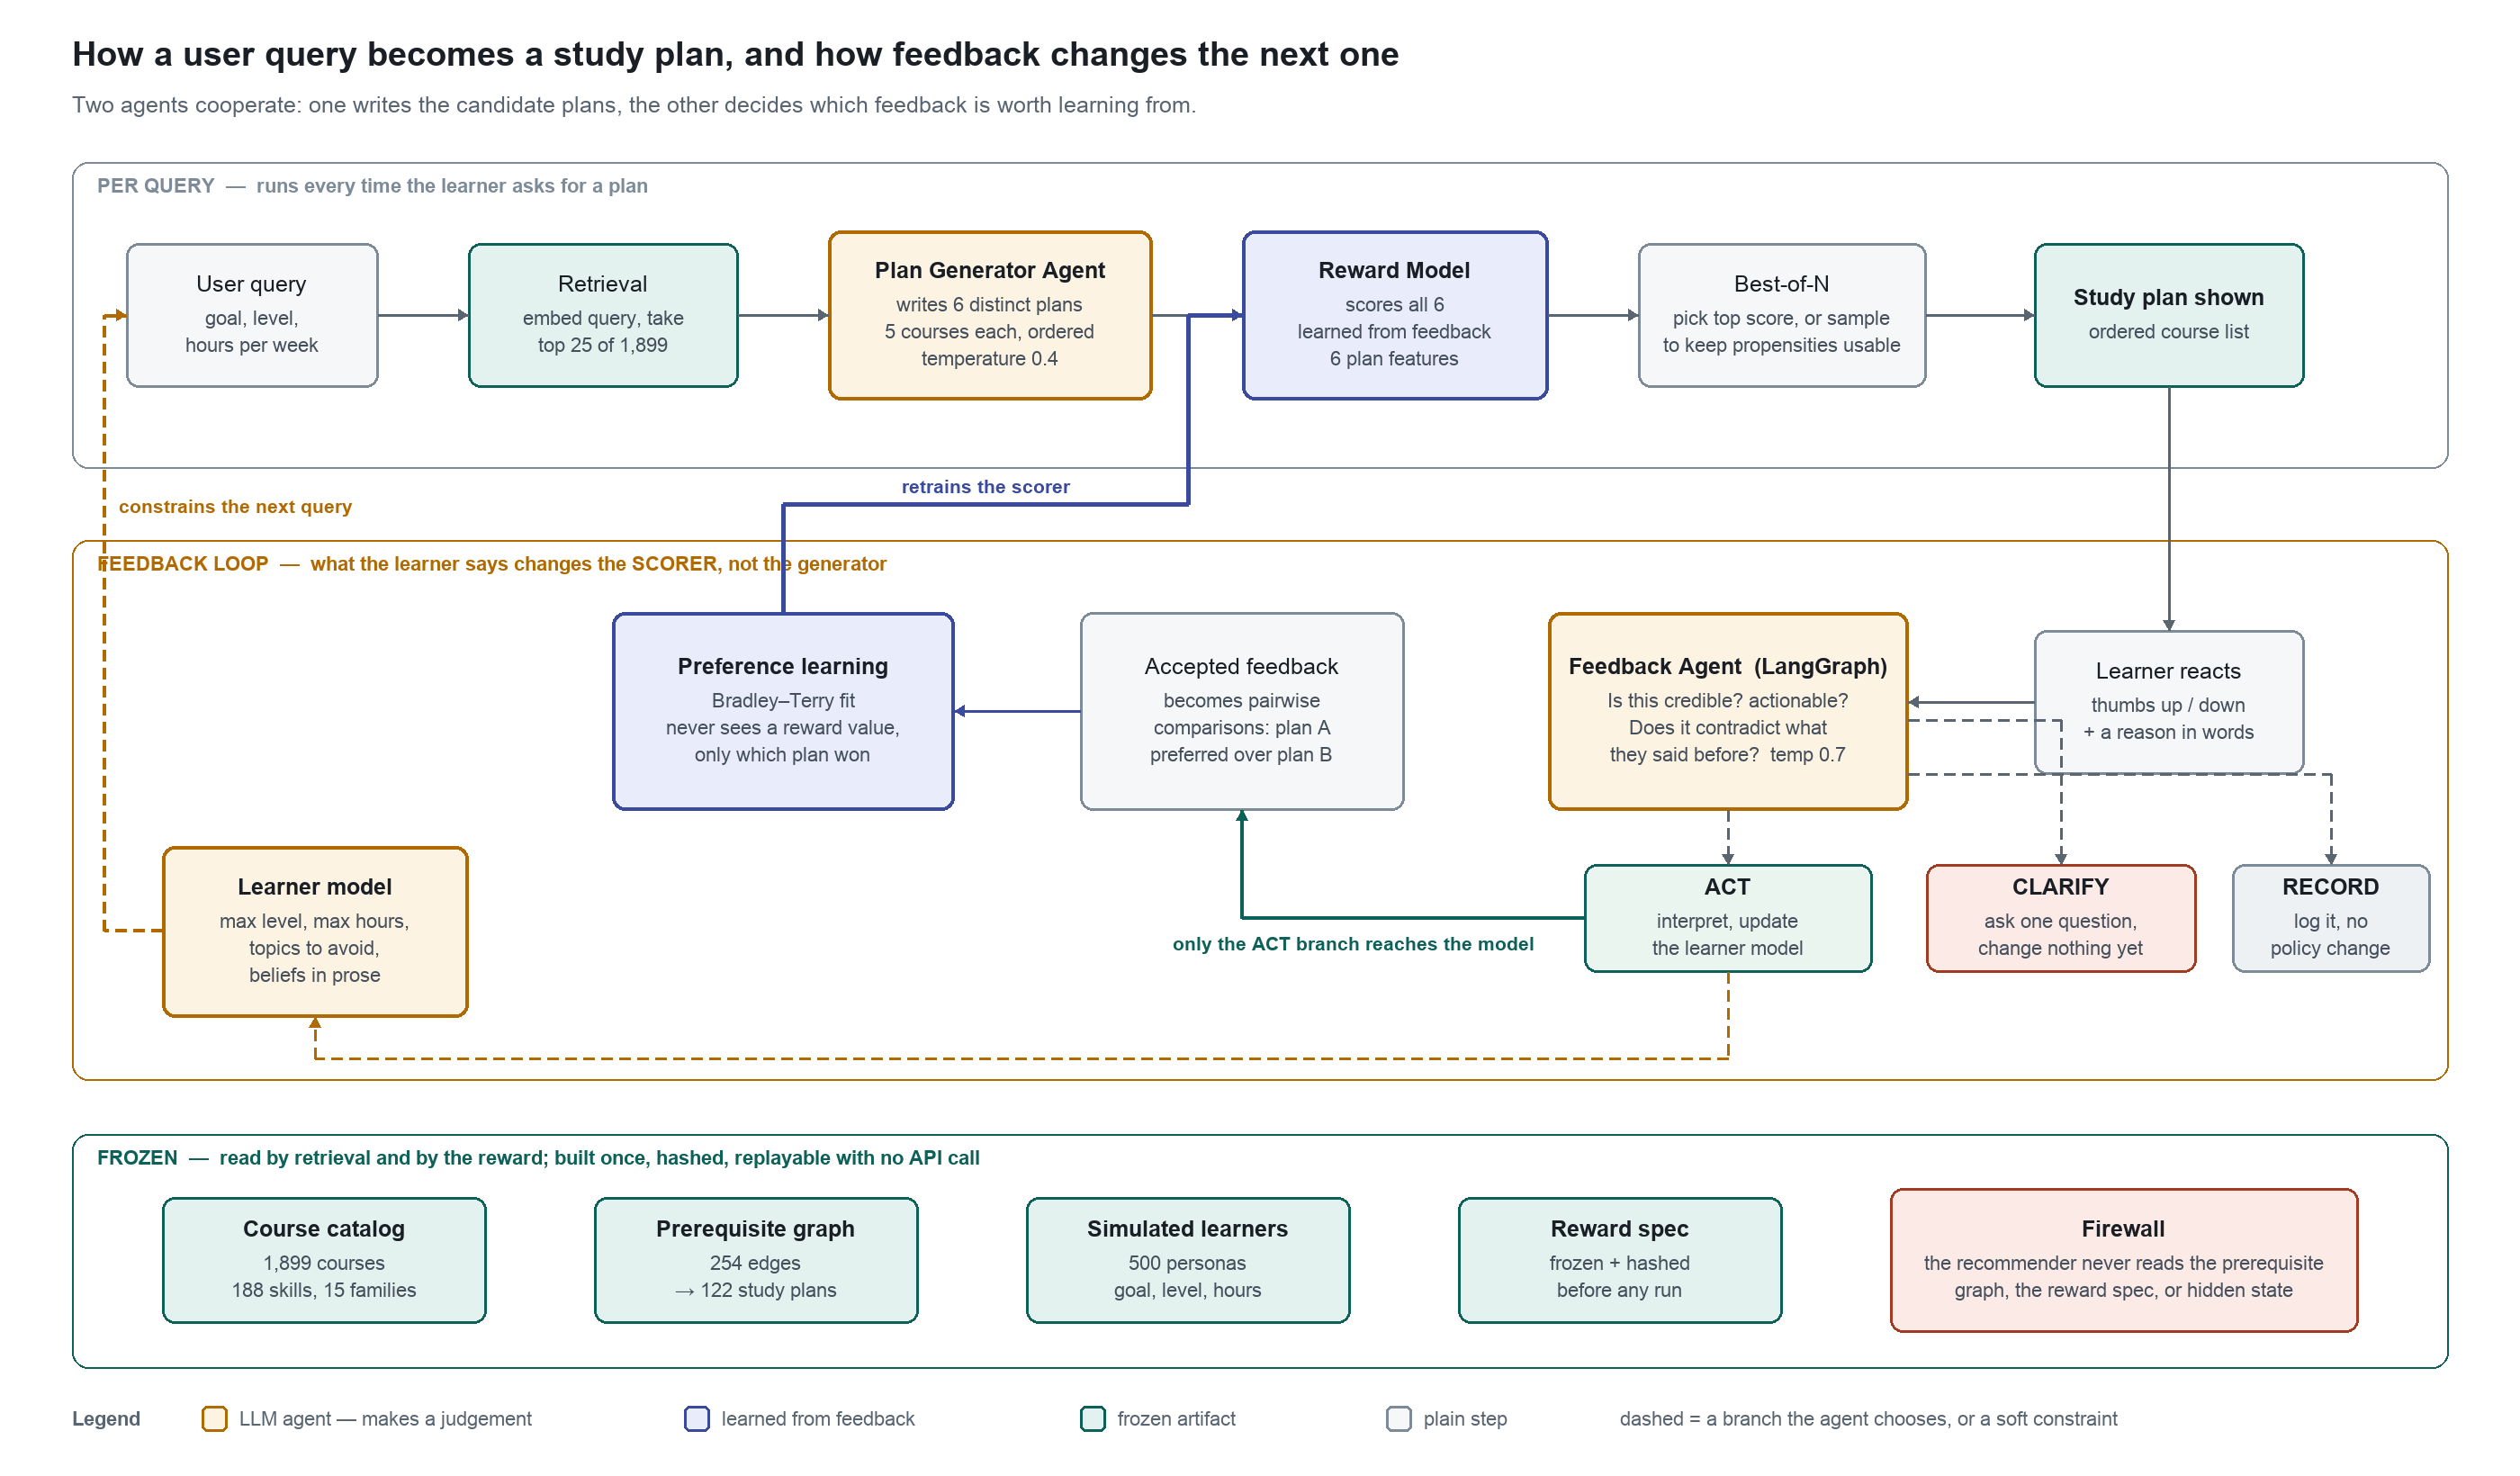 How a user query becomes a study plan, and how feedback changes the next one
Two agents cooperate: one writes the candidate plans, the other decides which feedback is worth learning from.
PER QUERY — runs every time the learner asks for a plan
User query
goal, level,
hours per week
Retrieval
embed query, take
top 25 of 1,899
Plan Generator Agent
writes 6 distinct plans
5 courses each, ordered
temperature 0.4
Reward Model
scores all 6
learned from feedback
6 plan features
Best-of-N
pick top score, or sample
to keep propensities usable
Study plan shown
ordered course list
retrains the scorer
constrains the next query
FEEDBACK LOOP — what the learner says changes the SCORER, not the generator
Preference learning
Bradley–Terry fit
never sees a reward value,
only which plan won
Accepted feedback
becomes pairwise
comparisons: plan A
preferred over plan B
Feedback Agent (LangGraph)
Is this credible? actionable?
Does it contradict what
they said before? temp 0.7
Learner reacts
thumbs up / down
+ a reason in words
Learner model
max level, max hours,
topics to avoid,
beliefs in prose
only the ACT branch reaches the model
ACT
interpret, update
the learner model
CLARIFY
ask one question,
change nothing yet
RECORD
log it, no
policy change
FROZEN — read by retrieval and by the reward; built once, hashed, replayable with no API call
Course catalog
1,899 courses
188 skills, 15 families
Prerequisite graph
254 edges
→ 122 study plans
Simulated learners
500 personas
goal, level, hours
Reward spec
frozen + hashed
before any run
Firewall
the recommender never reads the prerequisite
graph, the reward spec, or hidden state
Legend
LLM agent — makes a judgement
learned from feedback
frozen artifact
plain step
dashed = a branch the agent chooses, or a soft constraint